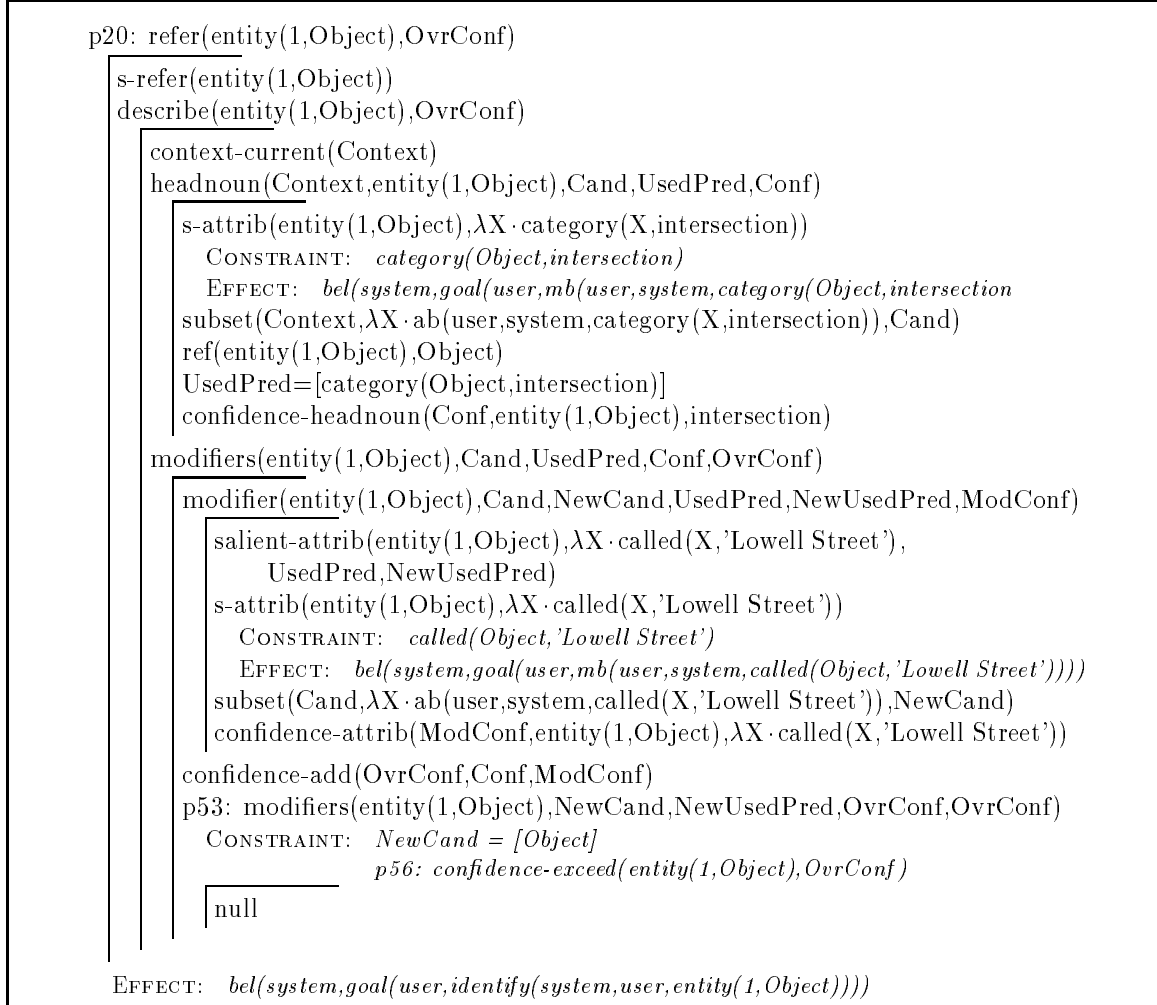 p20: refer(entity(1,Object),OvrConf)
s-refer(entity(1,Object))
describe(entity(1,Object),OvrConf)
context-current(Context)
headnoun(Context,entity(1,Object),Cand,UsedPred,Conf)
s-attrib(entity(1,Object),λX·category(X,intersection))
CONSTRAINT: category(Object,intersection)
EFFECT: bel(system,goal(user,mb(user,system,category(Object,intersection
subset(Context,λX·ab(user,system,category(X,intersection)),Cand)
ref(entity(1,Object),Object)
UsedPred=[category(Object,intersection)]
confidence-headnoun(Conf,entity(1,Object),intersection)
modifiers(entity(1,Object),Cand,UsedPred,Conf,OvrConf)
modifier(entity(1,Object),Cand,NewCand,UsedPred,NewUsedPred,ModConf)
salient-attrib(entity(1,Object),λX·called(X,'Lowell Street'),
UsedPred,NewUsedPred)
s-attrib(entity(1,Object),λX·called(X,'Lowell Street'))
CONSTRAINT: called(Object,'Lowell Street')
EFFECT: bel(system,goal(user,mb(user,system,called(Object,'Lowell Street'))))
subset(Cand,λX·ab(user,system,called(X,'Lowell Street')),NewCand)
confidence-attrib(ModConf,entity(1,Object),λX·called(X,'Lowell Street'))
confidence-add(OvrConf,Conf,ModConf)
p53: modifiers(entity(1,Object),NewCand,NewUsedPred,OvrConf,OvrConf)
CONSTRAINT: NewCand = [Object]
p56: confidence-exceed(entity(1,Object),OvrConf)
null
EFFECT: bel(system,goal(user,identify(system,user,entity(1,Object))))